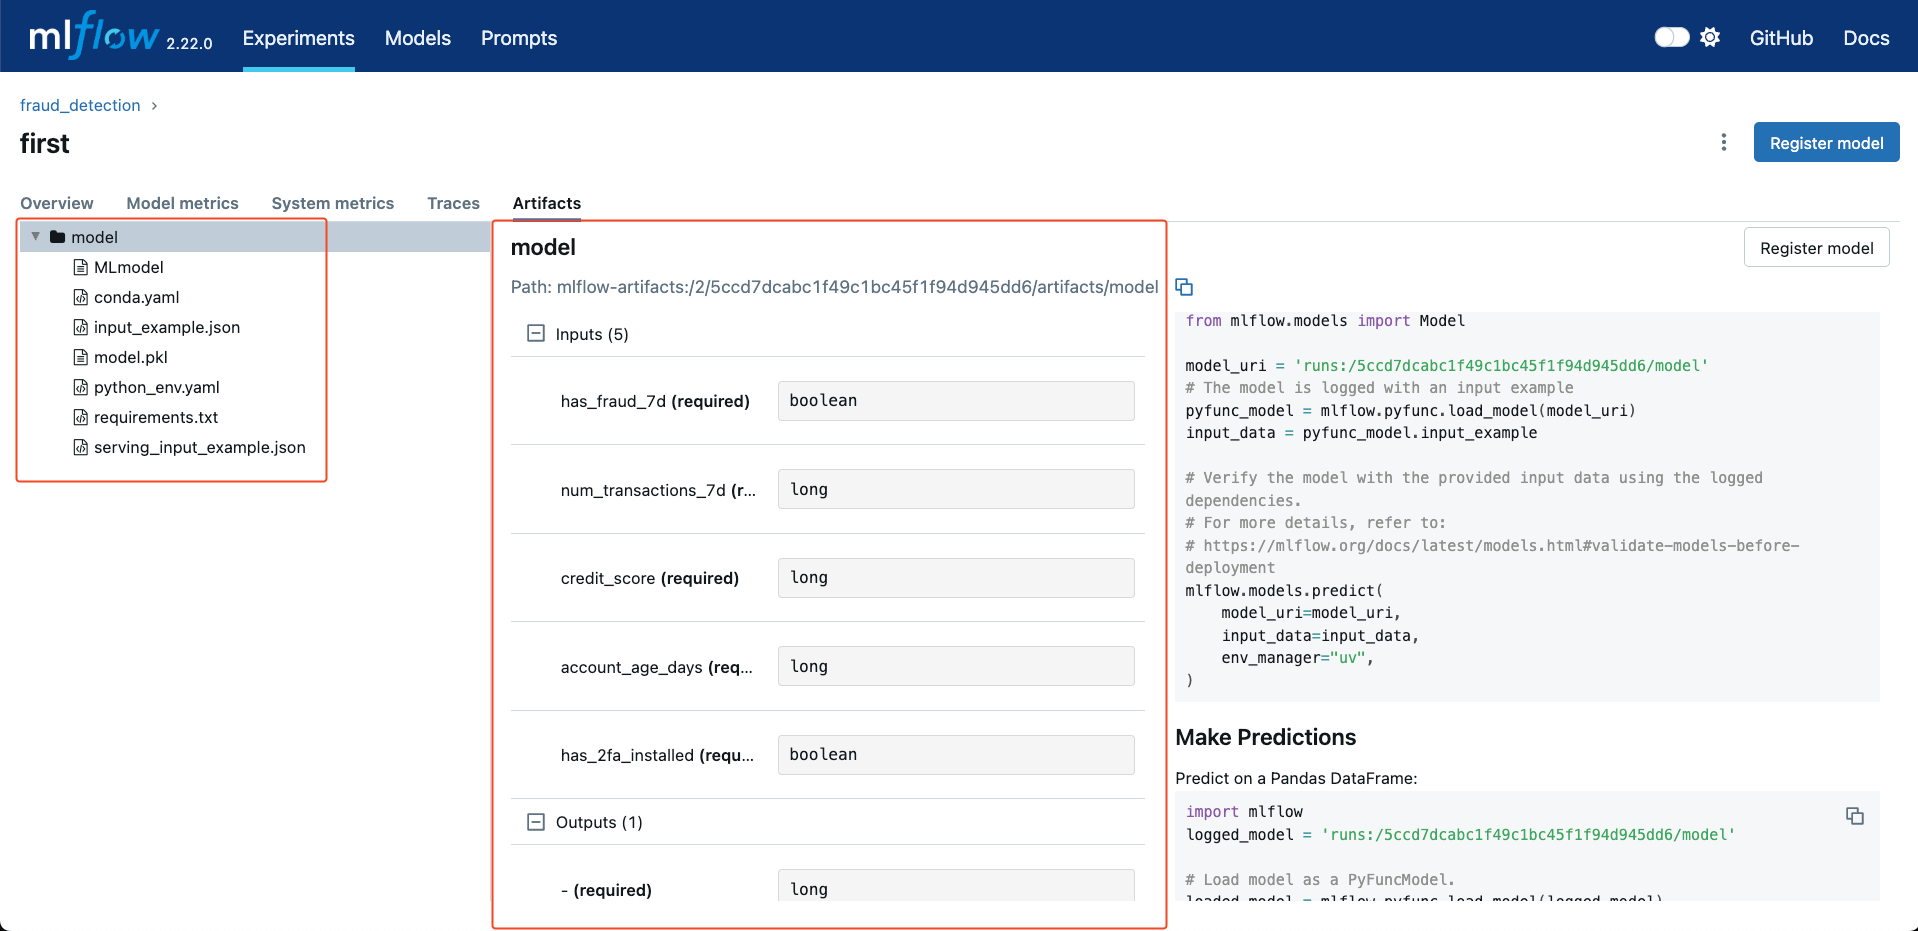 mlflow 2.22.0 Experiments Models Prompts GitHub Docs
fraud_detection
first
Register model
Overview Model metrics System metrics Traces Artifacts
model
MLmodel
conda.yaml
input_example.json
model.pkl
python_env.yaml
requirements.txt
serving_input_example.json
model
Register model
Path: mlflow-artifacts:/2/5ccd7dcabc1f49c1bc45f1f94d945dd6/artifacts/model
Inputs (5)
has_fraud_7d (required) boolean
num_transactions_7d (r... long
credit_score (required) long
account_age_days (req... long
has_2fa_installed (requ... boolean
Outputs (1)
- (required) long
from mlflow.models import Model
model_uri = 'runs:/5ccd7dcabc1f49c1bc45f1f94d945dd6/model'
# The model is logged with an input example
pyfunc_model = mlflow.pyfunc.load_model(model_uri)
input_data = pyfunc_model.input_example
# Verify the model with the provided input data using the logged
dependencies.
# For more details, refer to:
# https://mlflow.org/docs/latest/models.html#validate-models-before-
deployment
mlflow.models.predict(
model_uri=model_uri,
input_data=input_data,
env_manager="uv",
)
Make Predictions
Predict on a Pandas DataFrame:
import mlflow
logged_model = 'runs:/5ccd7dcabc1f49c1bc45f1f94d945dd6/model'
# Load model as a PyFuncModel.
loaded_model = mlflow.pyfunc.load_model(logged_model)